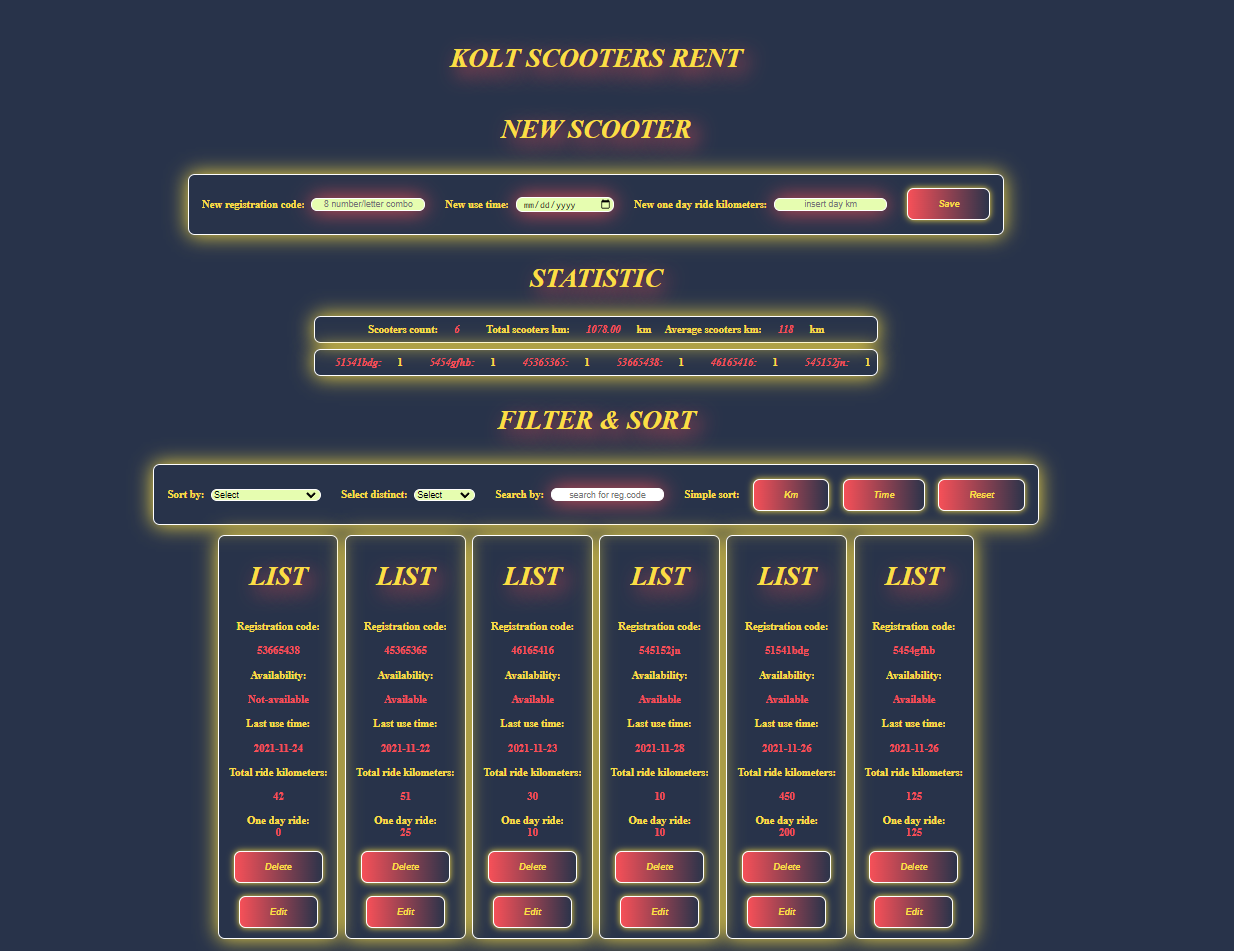 KOLT SCOOTERS RENT
NEW SCOOTER
New registration code: 8 number/letter combo New use time: mm/dd/yyyy New one day ride kilometers: insert day km Save
STATISTIC
Scooters count: 6 Total scooters km: 1078.00 km Average scooters km: 118 km
51541bdg: 1 5454gfhb: 1 45365365: 1 53665438: 1 46165416: 1 545152jn: 1
FILTER & SORT
Sort by: Select Select distinct: Select Search by: search for reg.code Simple sort: Km Time Reset
LIST LIST LIST LIST LIST LIST
Registration code: Registration code: Registration code: Registration code: Registration code: Registration code:
53665438 45365365 46165416 545152jn 51541bdg 5454gfhb
Availability: Availability: Availability: Availability: Availability: Availability:
Not-available Available Available Available Available Available
Last use time: Last use time: Last use time: Last use time: Last use time: Last use time:
2021-11-24 2021-11-22 2021-11-23 2021-11-28 2021-11-26 2021-11-26
Total ride kilometers: Total ride kilometers: Total ride kilometers: Total ride kilometers: Total ride kilometers: Total ride kilometers:
42 51 30 10 450 125
One day ride: One day ride: One day ride: One day ride: One day ride: One day ride:
0 25 10 10 200 125
Delete Delete Delete Delete Delete Delete
Edit Edit Edit Edit Edit Edit